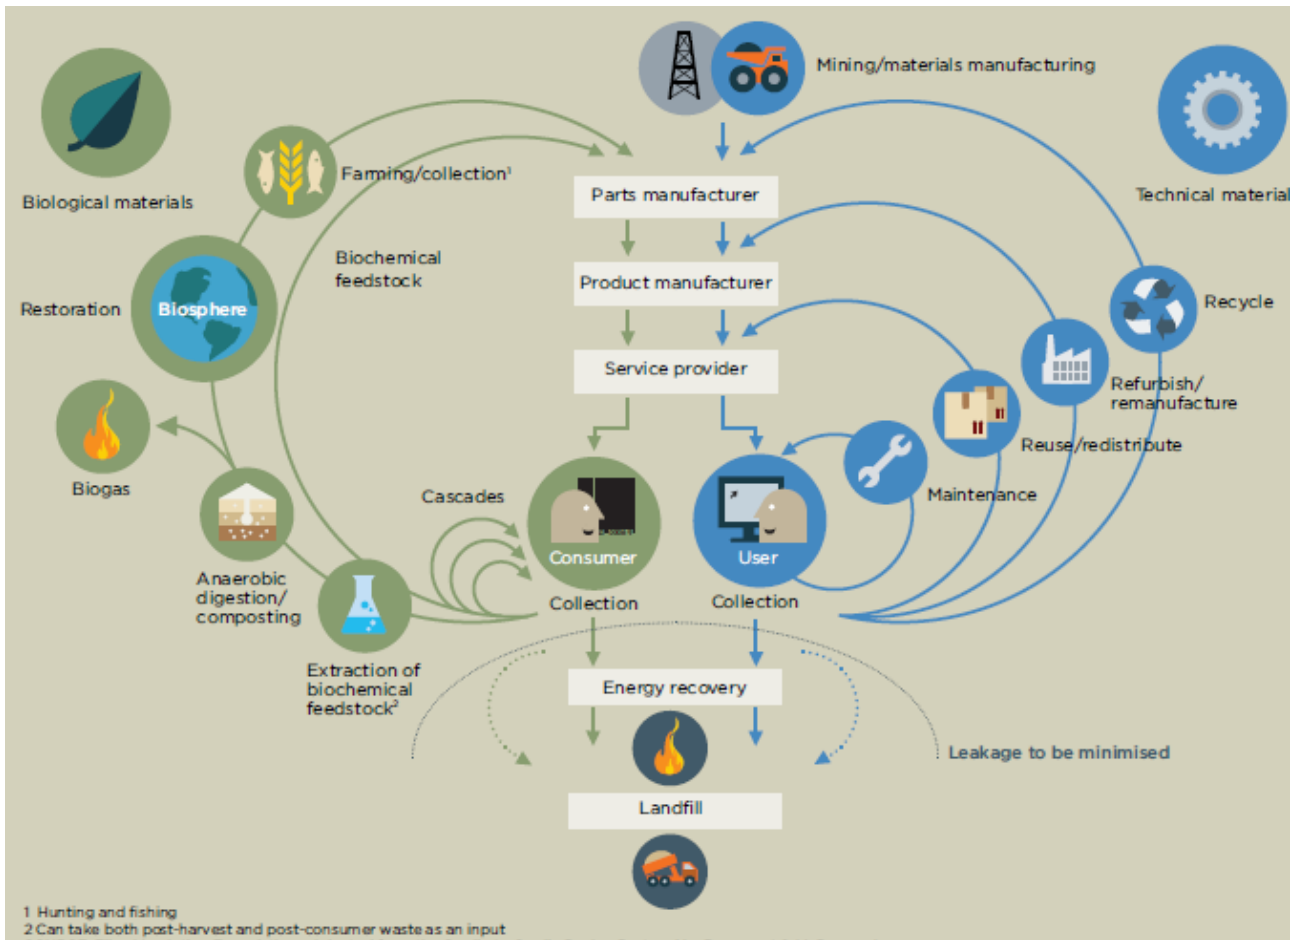 Mining/materials manufacturing
Biological materials
Farming/collection¹
Parts manufacturer
Technical material
Biochemical
feedstock
Restoration
Biosphere
Product manufacturer
Recycle
Service provider
Refurbish/
remanufacture
Biogas
Cascades
Reuse/redistribute
Maintenance
Consumer
User
Anaerobic
digestion/
composting
Collection
Collection
Extraction of
biochemical
feedstock²
Energy recovery
Leakage to be minimised
Landfill
1 Hunting and fishing
2 Can take both post-harvest and post-consumer waste as an input